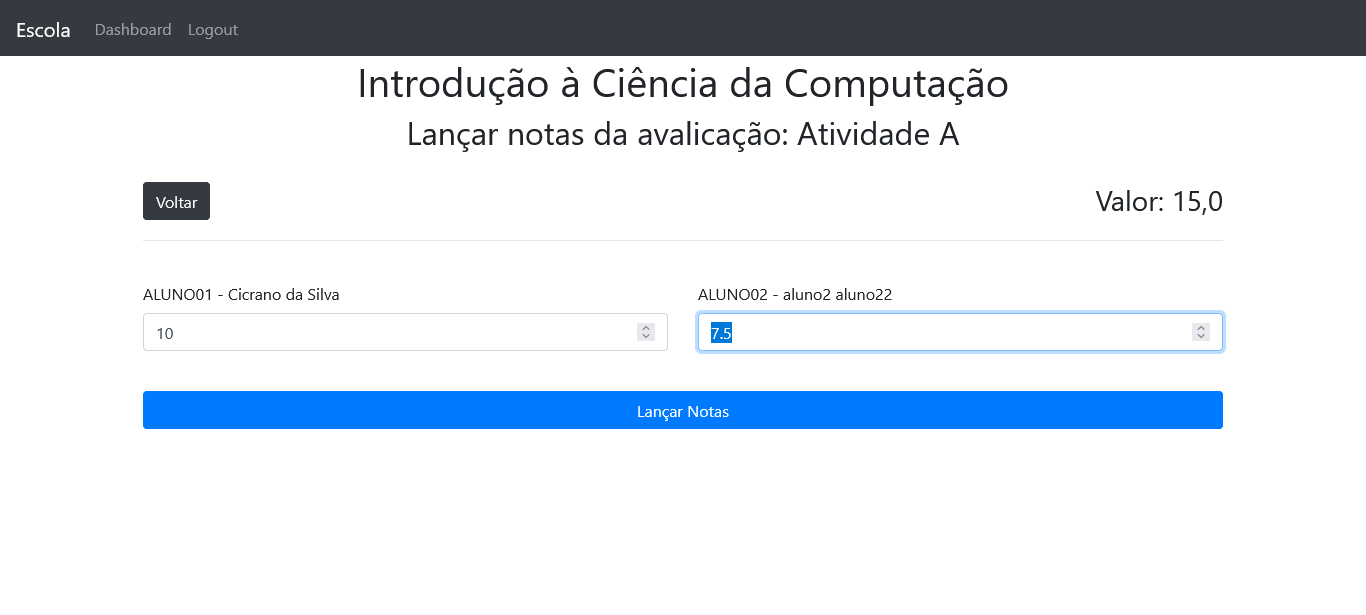 Escola Dashboard Logout
Introdução à Ciência da Computação
Lançar notas da avalicação: Atividade A
Voltar
Valor: 15,0
ALUNO01 - Cicrano da Silva
10
ALUNO02 - aluno2 aluno22
7.5
Lançar Notas